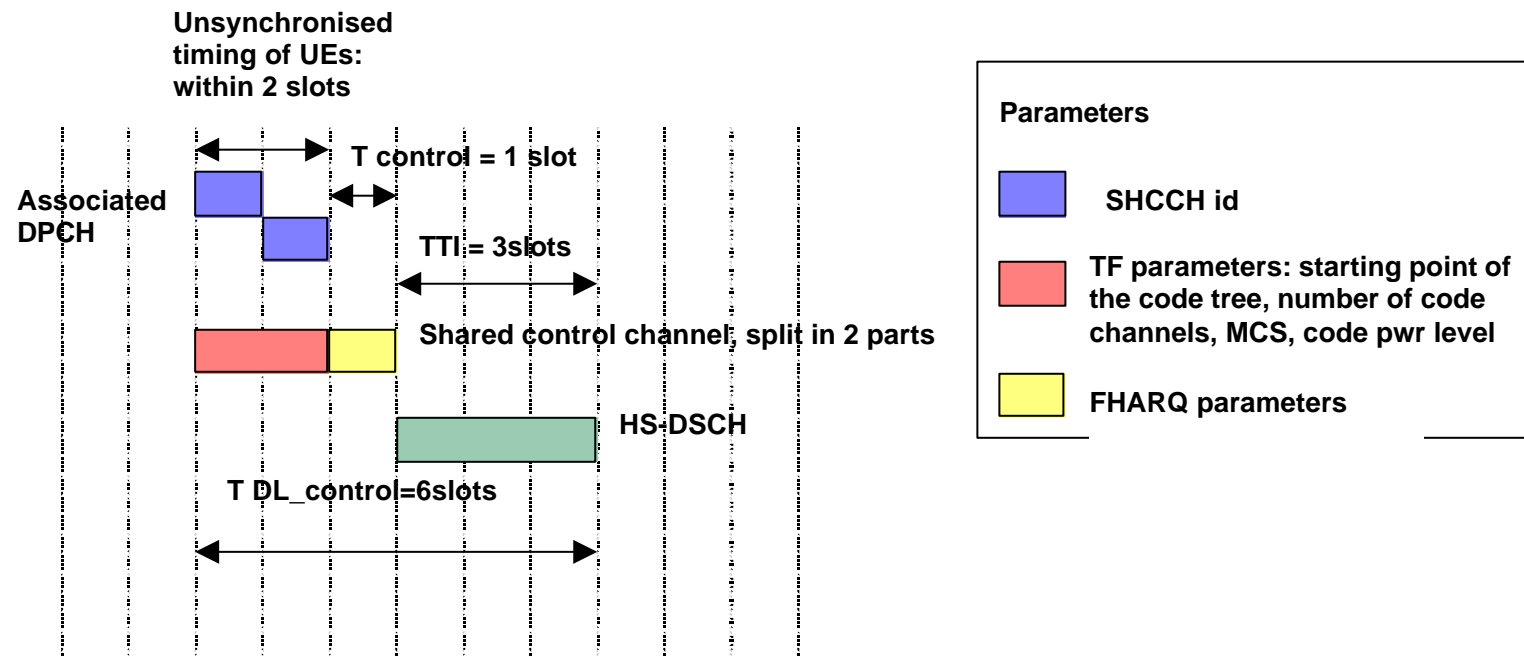 Unsynchronised
timing of UEs:
within 2 slots
T control = 1 slot
Associated
DPCH
TTI = 3slots
Shared control channel, split in 2 parts
HS-DSCH
T DL_control=6slots
Parameters
SHCCH id
TF parameters: starting point of
the code tree, number of code
channels, MCS, code pwr level
FHARQ parameters